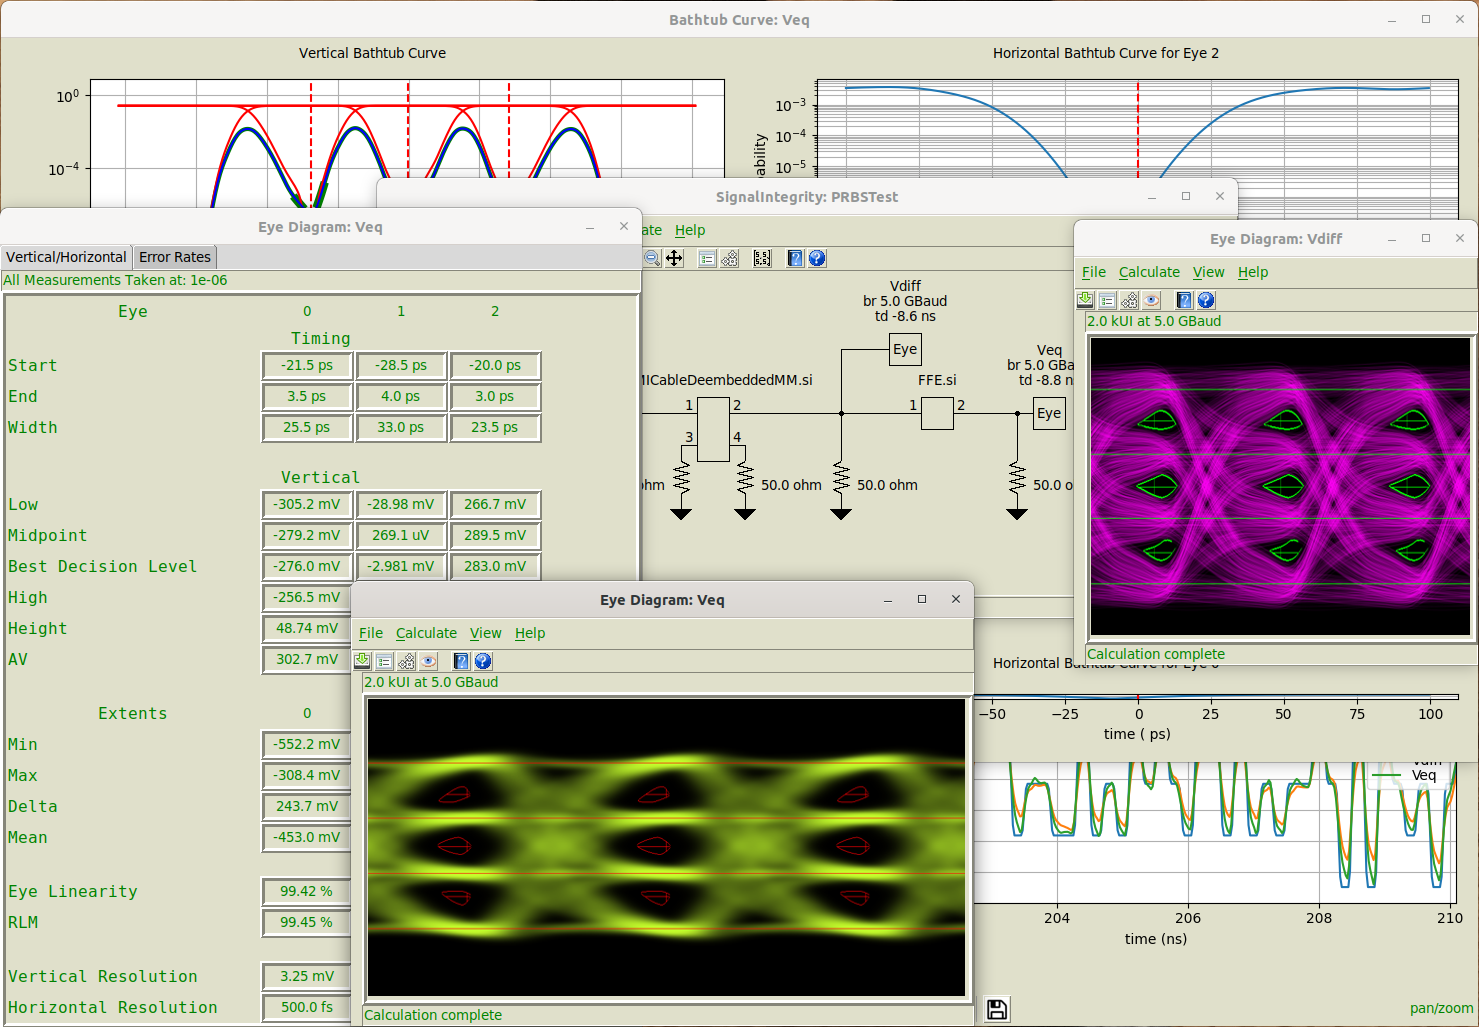 Bathtub Curve: Veq
Vertical Bathtub Curve
Horizontal Bathtub Curve for Eye 2
10^0
10^-4
10^-3
10^-4
10^-5
SignalIntegrity: PRBSTest
Help
Vdiff
br 5.0 GBaud
td -8.6 ns
Eye
Veq
td -8.8 n
Eye
FFE.si
1 2
1 2
3 4
50.0 ohm
50.0 ohm
Eye Diagram: Veq
Vertical/Horizontal Error Rates
All Measurements Taken at: 1e-06
Eye 0 1 2
Timing
Start -21.5 ps -28.5 ps -20.0 ps
End 3.5 ps 4.0 ps 3.0 ps
Width 25.5 ps 33.0 ps 23.5 ps
Vertical
Low -305.2 mV -28.98 mV 266.7 mV
Midpoint -279.2 mV 269.1 uV 289.5 mV
Best Decision Level -276.0 mV -2.981 mV 283.0 mV
High -256.5 mV
Height 48.74 mV
AV 302.7 mV
Extents 0
Min -552.2 mV
Max -308.4 mV
Delta 243.7 mV
Mean -453.0 mV
Eye Linearity 99.42 %
RLM 99.45 %
Vertical Resolution 3.25 mV
Horizontal Resolution 500.0 fs
Eye Diagram: Vdiff
File Calculate View Help
2.0 kUI at 5.0 GBaud
Calculation complete
Eye Diagram: Veq
File Calculate View Help
2.0 kUI at 5.0 GBaud
Calculation complete
−50 −25 0 25 50 75 100
time ( ps)
Veq
204 206 208 210
time (ns)
pan/zoom